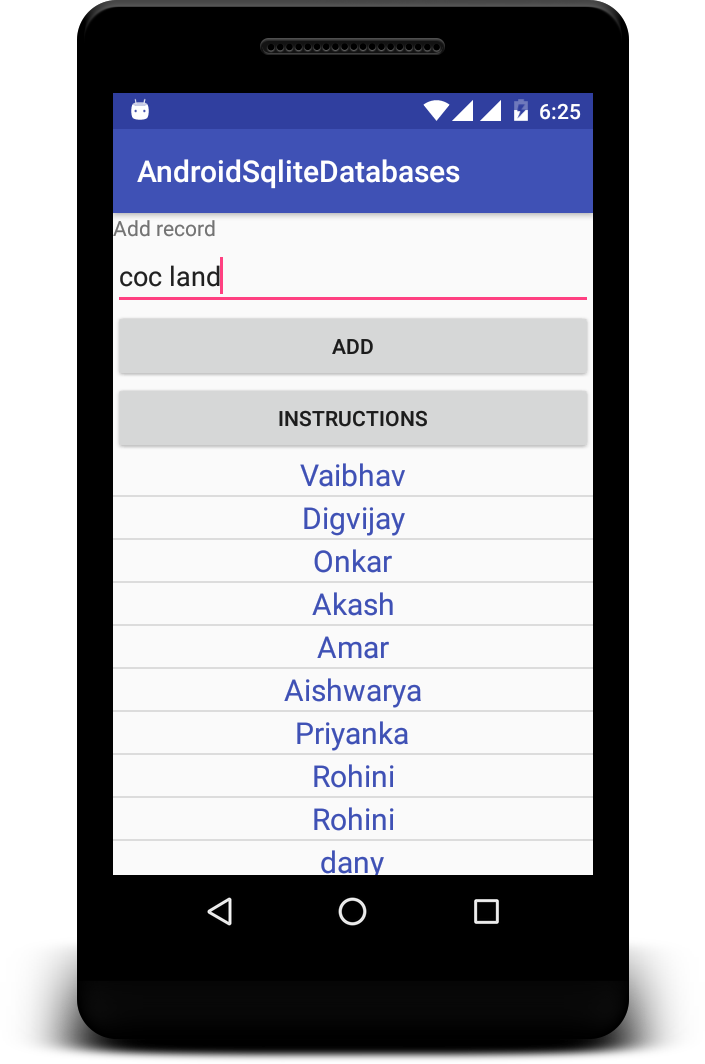 6:25
AndroidSqliteDatabases
Add record
coc land
ADD
INSTRUCTIONS
Vaibhav
Digvijay
Onkar
Akash
Amar
Aishwarya
Priyanka
Rohini
Rohini
dany